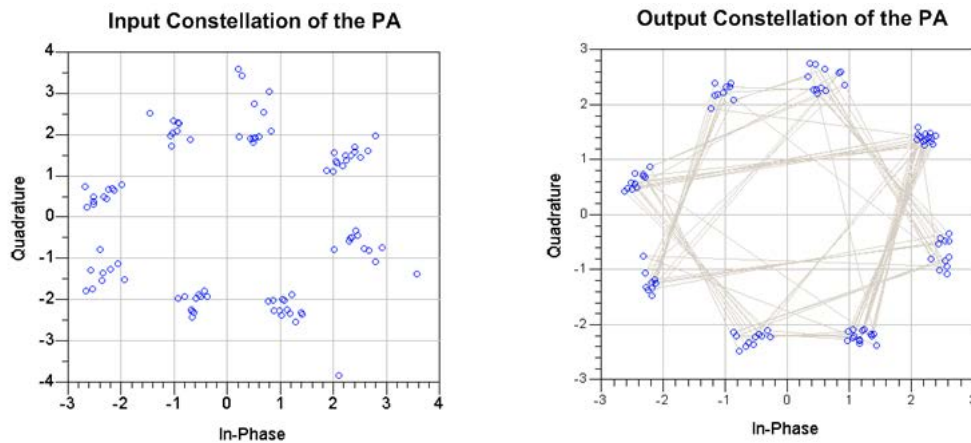 Input Constellation of the PA
4
3
2
1
0
-1
-2
-3
-4
Quadrature
-3 -2 -1 0 1 2 3 4
In-Phase
Output Constellation of the PA
3
2
1
0
-1
-2
-3
Quadrature
-3 -2 -1 0 1 2 3
In-Phase